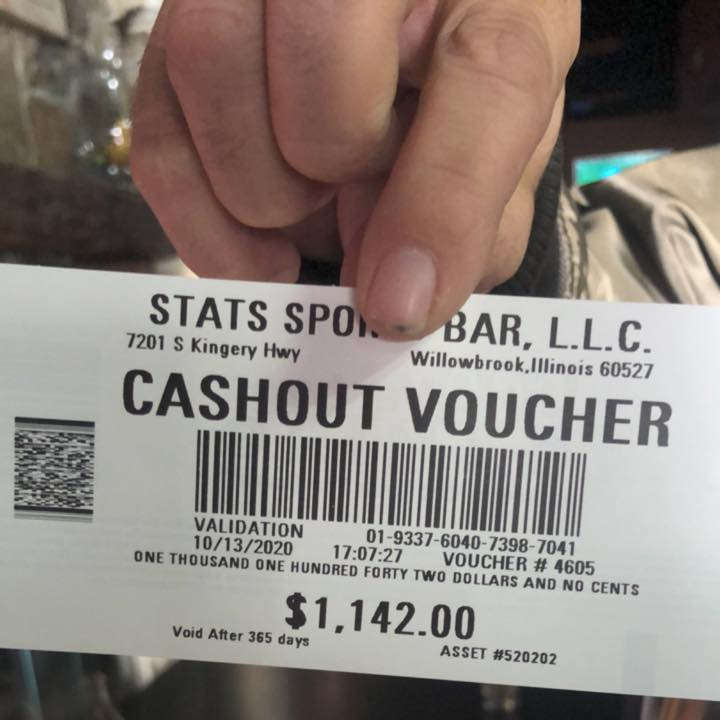 STATS SPO BAR, L.L.C.
7201 S Kingery Hwy Willowbrook,Illinois 60527
CASHOUT VOUCHER
VALIDATION 01-9337-6040-7398-7041
10/13/2020 17:07:27 VOUCHER # 4605
ONE THOUSAND ONE HUNDRED FORTY TWO DOLLARS AND NO CENTS
$1,142.00
Void After 365 days ASSET #520202